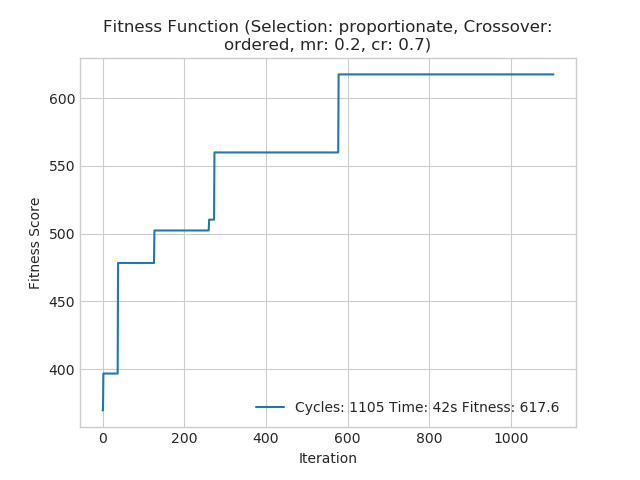 Fitness Function (Selection: proportionate, Crossover:
ordered, mr: 0.2, cr: 0.7)
600
550
500
450
400
Fitness Score
Cycles: 1105 Time: 42s Fitness: 617.6
0 200 400 600 800 1000
Iteration